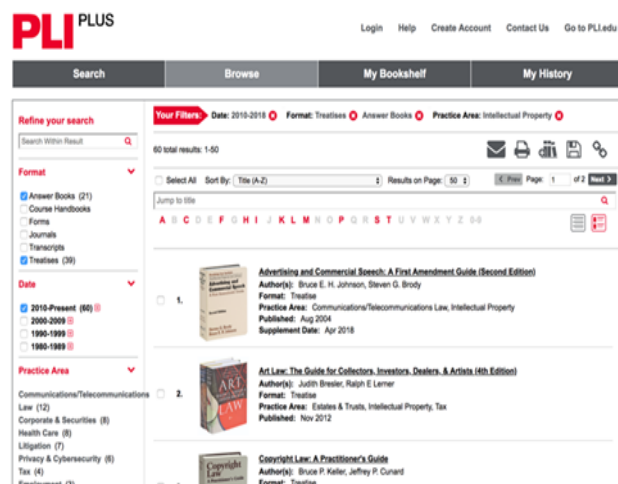 PLI PLUS
Login Help Create Account Contact Us Go to PLI.edu
Search Browse My Bookshelf My History
Refine your search
Search Within Result
Format
Answer Books (21)
Course Handbooks
Forms
Journals
Transcripts
Treatises (39)
Date
2010-Present (60)
2000-2009
1990-1999
1980-1989
Practice Area
Communications/Telecommunications
Law (12)
Corporate & Securities (8)
Health Care (8)
Litigation (7)
Privacy & Cybersecurity (6)
Tax (4)
Your Filters: Date: 2010-2018 Format: Treatises Answer Books Practice Area: Intellectual Property
60 total results: 1-50
Select All Sort By: Title (A-Z) Results on Page: 50 Prev Page: 1 of 2 Next
Jump to title
A B C D E F G H I J K L M N O P Q R S T U V W X Y Z 0-9
1.
Advertising and Commercial Speech: A First Amendment Guide (Second Edition)
Author(s): Bruce E. H. Johnson, Steven G. Brody
Format: Treatise
Practice Area: Communications/Telecommunications Law, Intellectual Property
Published: Aug 2004
Supplement Date: Apr 2018
2.
ART
LAW
Art Law: The Guide for Collectors, Investors, Dealers, & Artists (4th Edition)
Author(s): Judith Bresler, Ralph E Lerner
Format: Treatise
Practice Area: Estates & Trusts, Intellectual Property, Tax
Published: Nov 2012
Copyright
Law
Copyright Law: A Practitioner's Guide
Author(s): Bruce P. Keller, Jeffrey P. Cunard
Format: Treatise